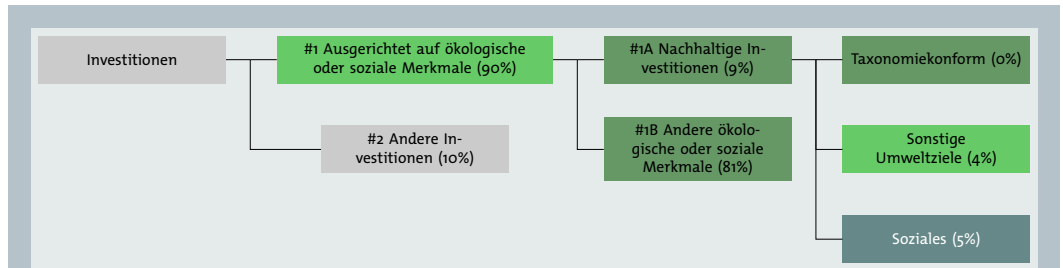 Investitionen
#1 Ausgerichtet auf ökologische
oder soziale Merkmale (90%)
#1A Nachhaltige In-
vestitionen (9%)
Taxonomiekonform (0%)
#2 Andere In-
vestitionen (10%)
#1B Andere ökolo-
gische oder soziale
Merkmale (81%)
Sonstige
Umweltziele (4%)
Soziales (5%)